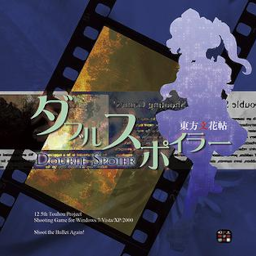 東方文花帖
ダブルスポイラー
DOUBLE SPOILER
12.5th Touhou Project
Shooting Game for Windows 7/Vista/XP/2000
Shoot the Bullet Again!